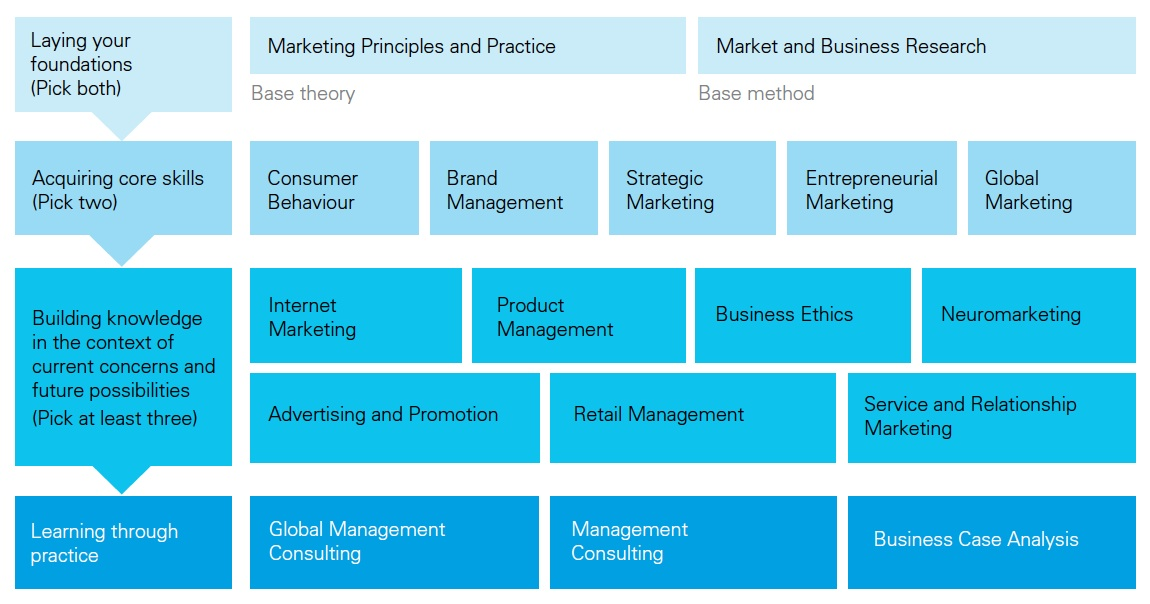 Laying your
foundations
(Pick both)
Marketing Principles and Practice
Market and Business Research
Base theory
Base method
Acquiring core skills
(Pick two)
Consumer
Behaviour
Brand
Management
Strategic
Marketing
Entrepreneurial
Marketing
Global
Marketing
Building knowledge
in the context of
current concerns and
future possibilities
(Pick at least three)
Internet
Marketing
Product
Management
Business Ethics
Neuromarketing
Advertising and Promotion
Retail Management
Service and Relationship
Marketing
Learning through
practice
Global Management
Consulting
Management
Consulting
Business Case Analysis